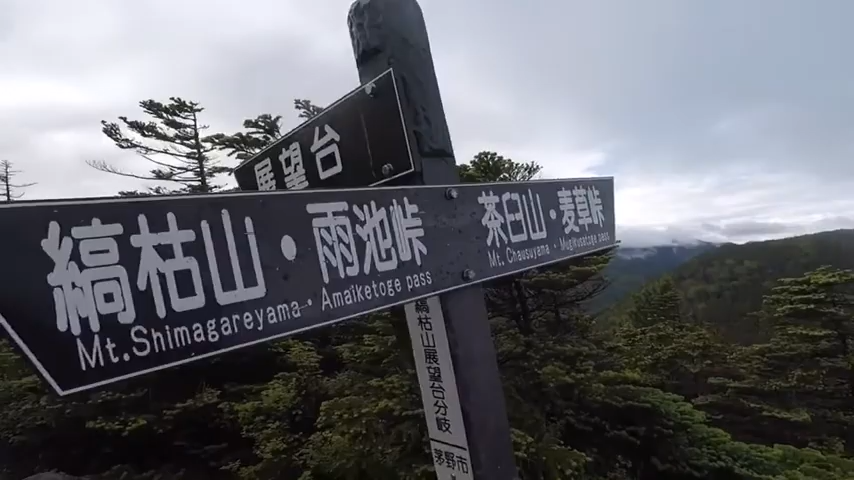 展望台
縞枯山・雨池峠
Mt.Shimagareyama・Amaiketoge pass
茶臼山・麦草峠
Mt. Chausuyama・Mugikusatoge pass
縞枯山展望台分岐
茅野市